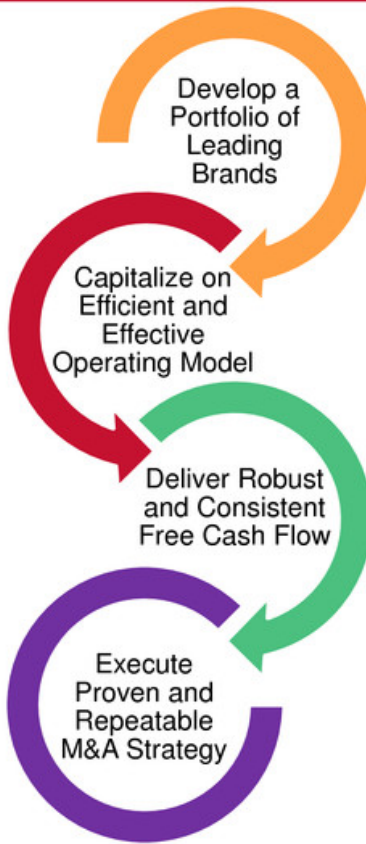 Develop a
Portfolio of
Leading
Brands
Capitalize on
Efficient and
Effective
Operating Model
Deliver Robust
and Consistent
Free Cash Flow
Execute
Proven and
Repeatable
M&A Strategy